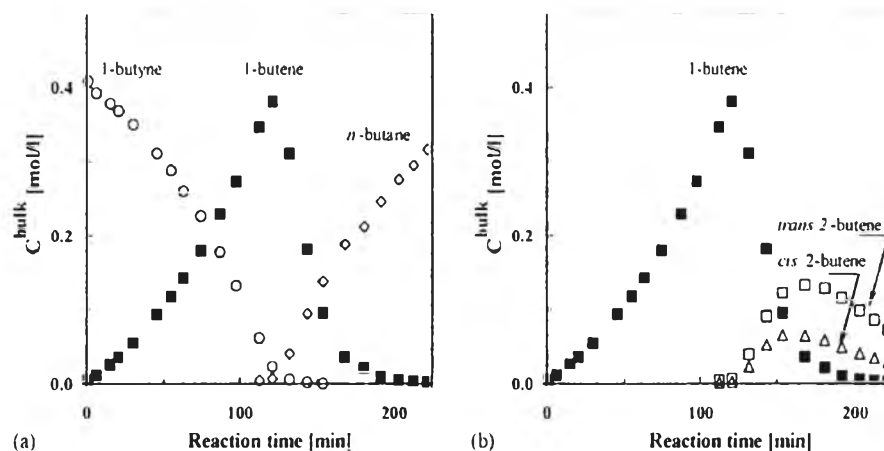 1-butyne
1-butene
n-butane
0.4
0.2
0.0
C^bulk [mol/l]
0
100
200
Reaction time [min]
(a)
1-butene
trans 2-butene
cis 2-butene
0.4
0.2
0.0
C^bulk [mol/l]
0
100
200
Reaction time [min]
(b)